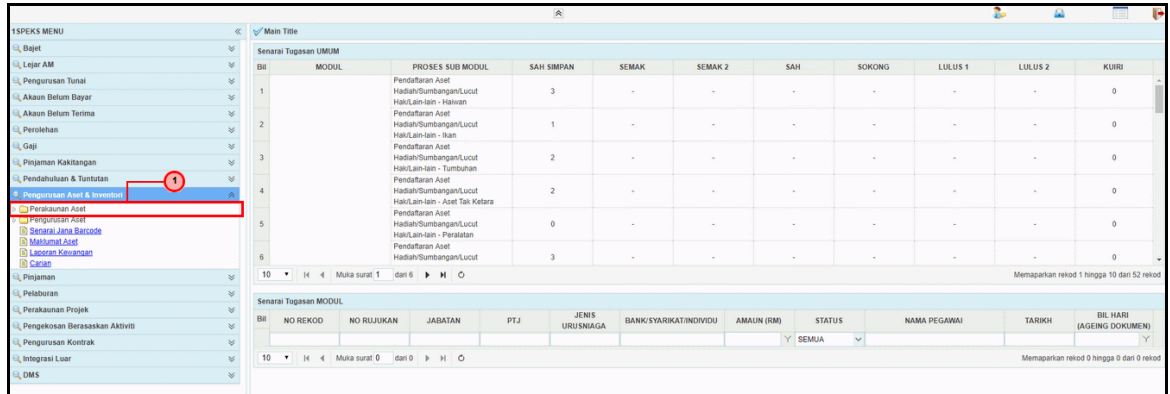 1SPEKS MENU
Main Title
Bajet
Lejar AM
Pengurusan Tunai
Akaun Belum Bayar
Akaun Belum Terima
Perolehan
Gaji
Pinjaman Kakitangan
Pendahuluan & Tuntutan
1
Pengurusan Aset & Inventori
Perakaunan Aset
Pengurusan Aset
Senarai Jana Barcode
Maklumat Aset
Laporan Kewangan
Carian
Pinjaman
Pelaburan
Perakaunan Projek
Pengekosan Berasaskan Aktiviti
Pengurusan Kontrak
Integrasi Luar
DMS
Senarai Tugasan UMUM
Bil MODUL PROSES SUB MODUL SAH SIMPAN SEMAK SEMAK 2 SAH SOKONG LULUS 1 LULUS 2 KUIRI
Pendaftaran Aset
1 Hadiah/Sumbangan/Lucut 3 - - - - - - 0
Hak/Lain-lain - Haiwan
Pendaftaran Aset
2 Hadiah/Sumbangan/Lucut 1 - - - - - - 0
Hak/Lain-lain - Ikan
Pendaftaran Aset
3 Hadiah/Sumbangan/Lucut 2 - - - - - - 0
Hak/Lain-lain - Tumbuhan
Pendaftaran Aset
4 Hadiah/Sumbangan/Lucut 2 - - - - - - 0
Hak/Lain-lain - Aset Tak Ketara
Pendaftaran Aset
5 Hadiah/Sumbangan/Lucut 0 - - - - - - 0
Hak/Lain-lain - Peralatan
Pendaftaran Aset
6 Hadiah/Sumbangan/Lucut 3 - - - - - - 0
10 Muka surat 1 dari 6 Memaparkan rekod 1 hingga 10 dari 52 rekod
Senarai Tugasan MODUL
Bil NO REKOD NO RUJUKAN JABATAN PTJ JENIS URUSNIAGA BANK/SYARIKAT/INDIVIDU AMAUN (RM) STATUS NAMA PEGAWAI TARIKH BIL HARI (AGEING DOKUMEN)
SEMUA
10 Muka surat 0 dari 0 Memaparkan rekod 0 hingga 0 dari 0 rekod